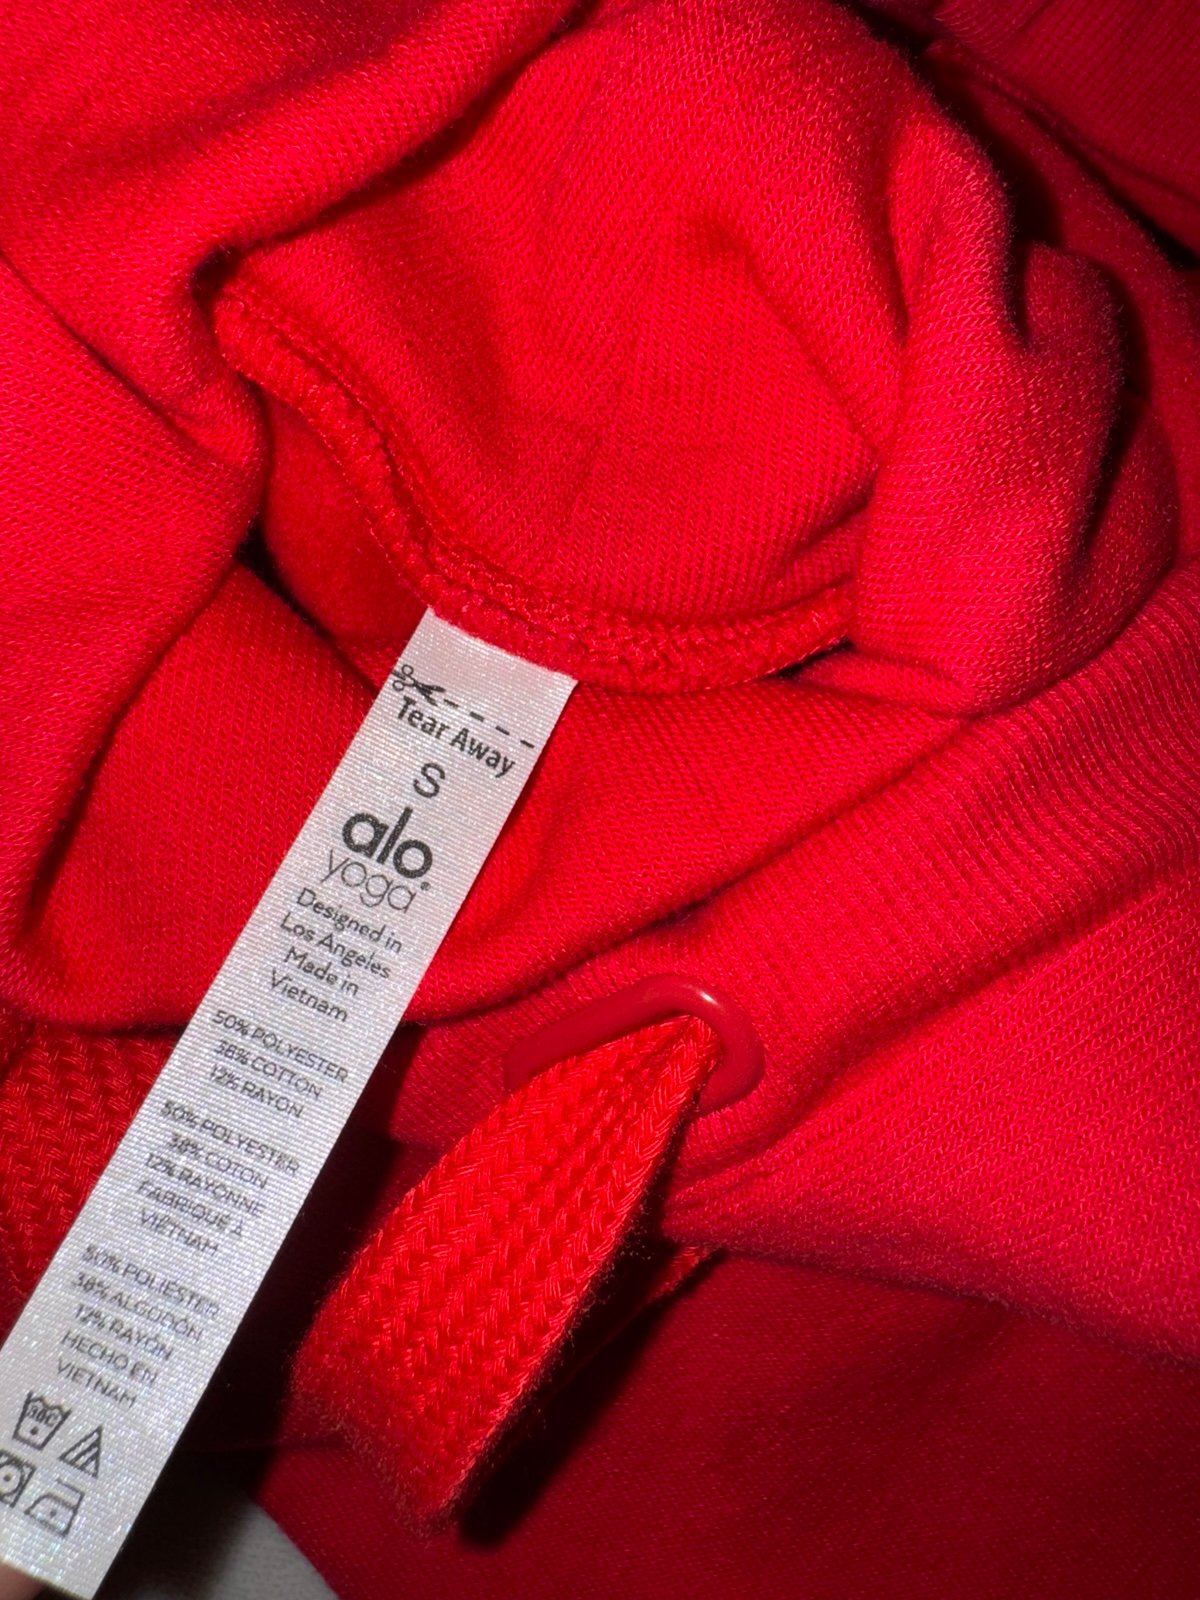 Tear Away
S
alo
yoga
Designed in
Los Angeles
Made in
Vietnam
50% POLYESTER
38% COTTON
12% RAYON
50% POLYESTER
38% COTON
12% RAYONNE
FABRIQUÉ
VIETNAM
50% POLIÉSTER
38% ALGODÓN
12% RAYÓN
HECHO EN
VIETNAM
30C